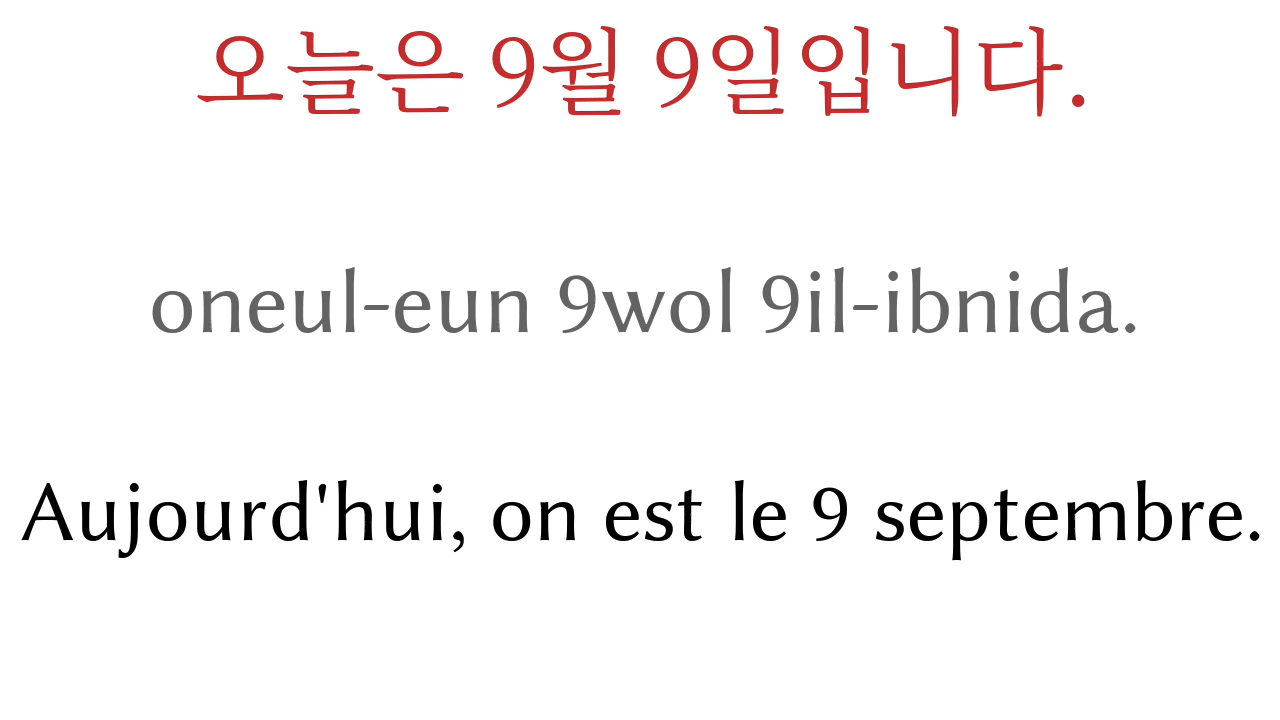 오늘은 9월 9일입니다.
oneul-eun 9wol 9il-ibnida.
Aujourd'hui, on est le 9 septembre.